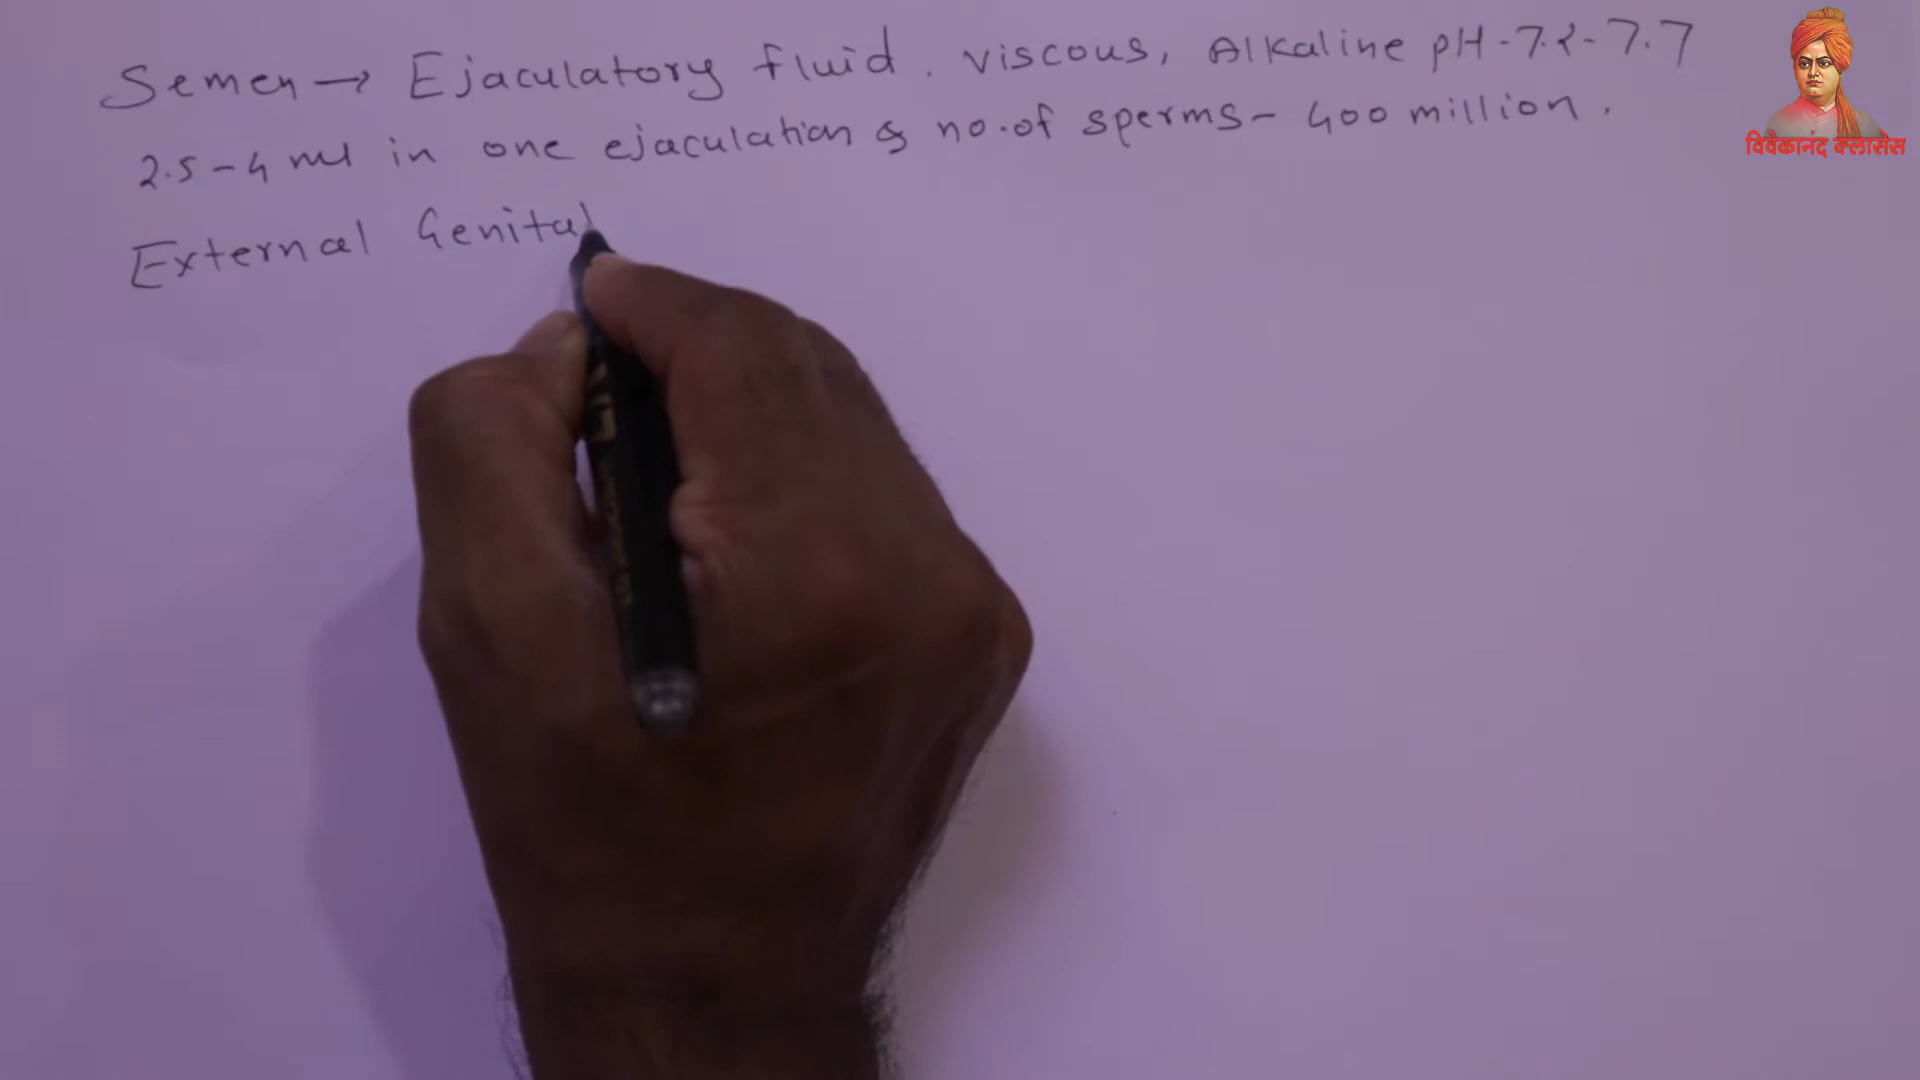 Semen → Ejaculatory fluid. Viscous, Alkaline pH-7.2-7.7
2.5-4 ml in one ejaculation & no.of sperms- 400 million.
External Genital
विवेकानंद क्लासेस